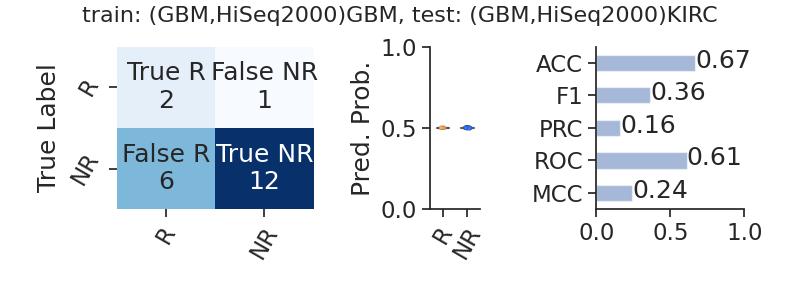 train: (GBM,HiSeq2000)GBM, test: (GBM,HiSeq2000)KIRC
True Label
R
NR
True R
2
False NR
1
False R
6
True NR
12
R
NR
Pred. Prob.
1.0
0.5
0.0
R
NR
ACC
0.67
F1
0.36
PRC
0.16
ROC
0.61
MCC
0.24
0.0
0.5
1.0